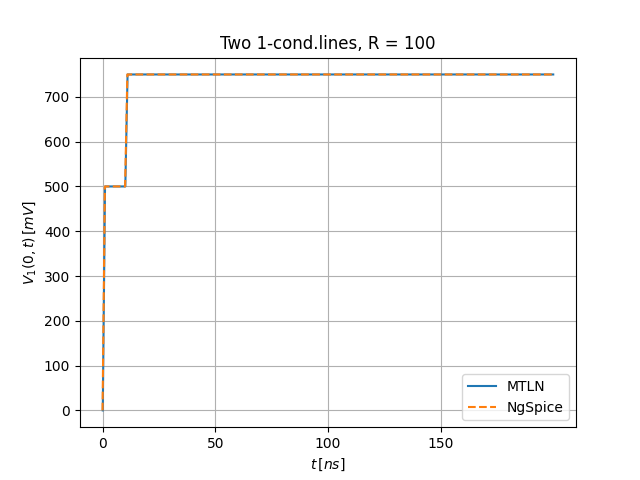 Two 1-cond.lines, R = 100
V₁(0, t) [mV]
700
600
500
400
300
200
100
0
0 50 100 150
t [ns]
MTLN
NgSpice